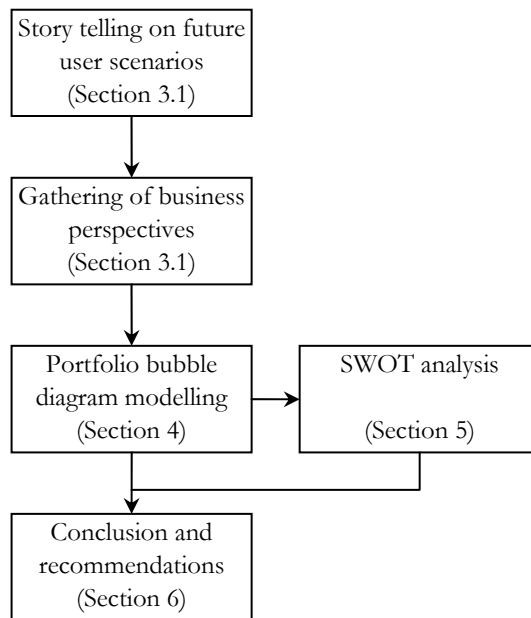 Story telling on future
user scenarios
(Section 3.1)
Gathering of business
perspectives
(Section 3.1)
Portfolio bubble
diagram modelling
(Section 4)
SWOT analysis
(Section 5)
Conclusion and
recommendations
(Section 6)